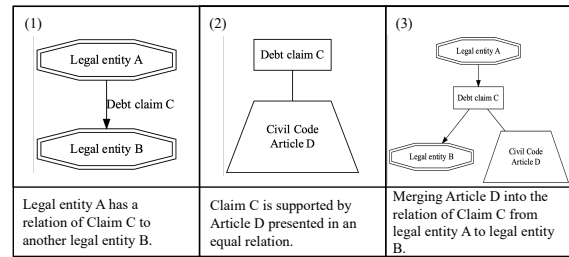 (1)
Legal entity A
Debt claim C
Legal entity B
(2)
Debt claim C
Civil Code
Article D
(3)
Legal entity A
Debt claim C
Legal entity B
Civil Code
Article D
Legal entity A has a
relation of Claim C to
another legal entity B.
Claim C is supported by
Article D presented in an
equal relation.
Merging Article D into the
relation of Claim C from
legal entity A to legal entity
B.